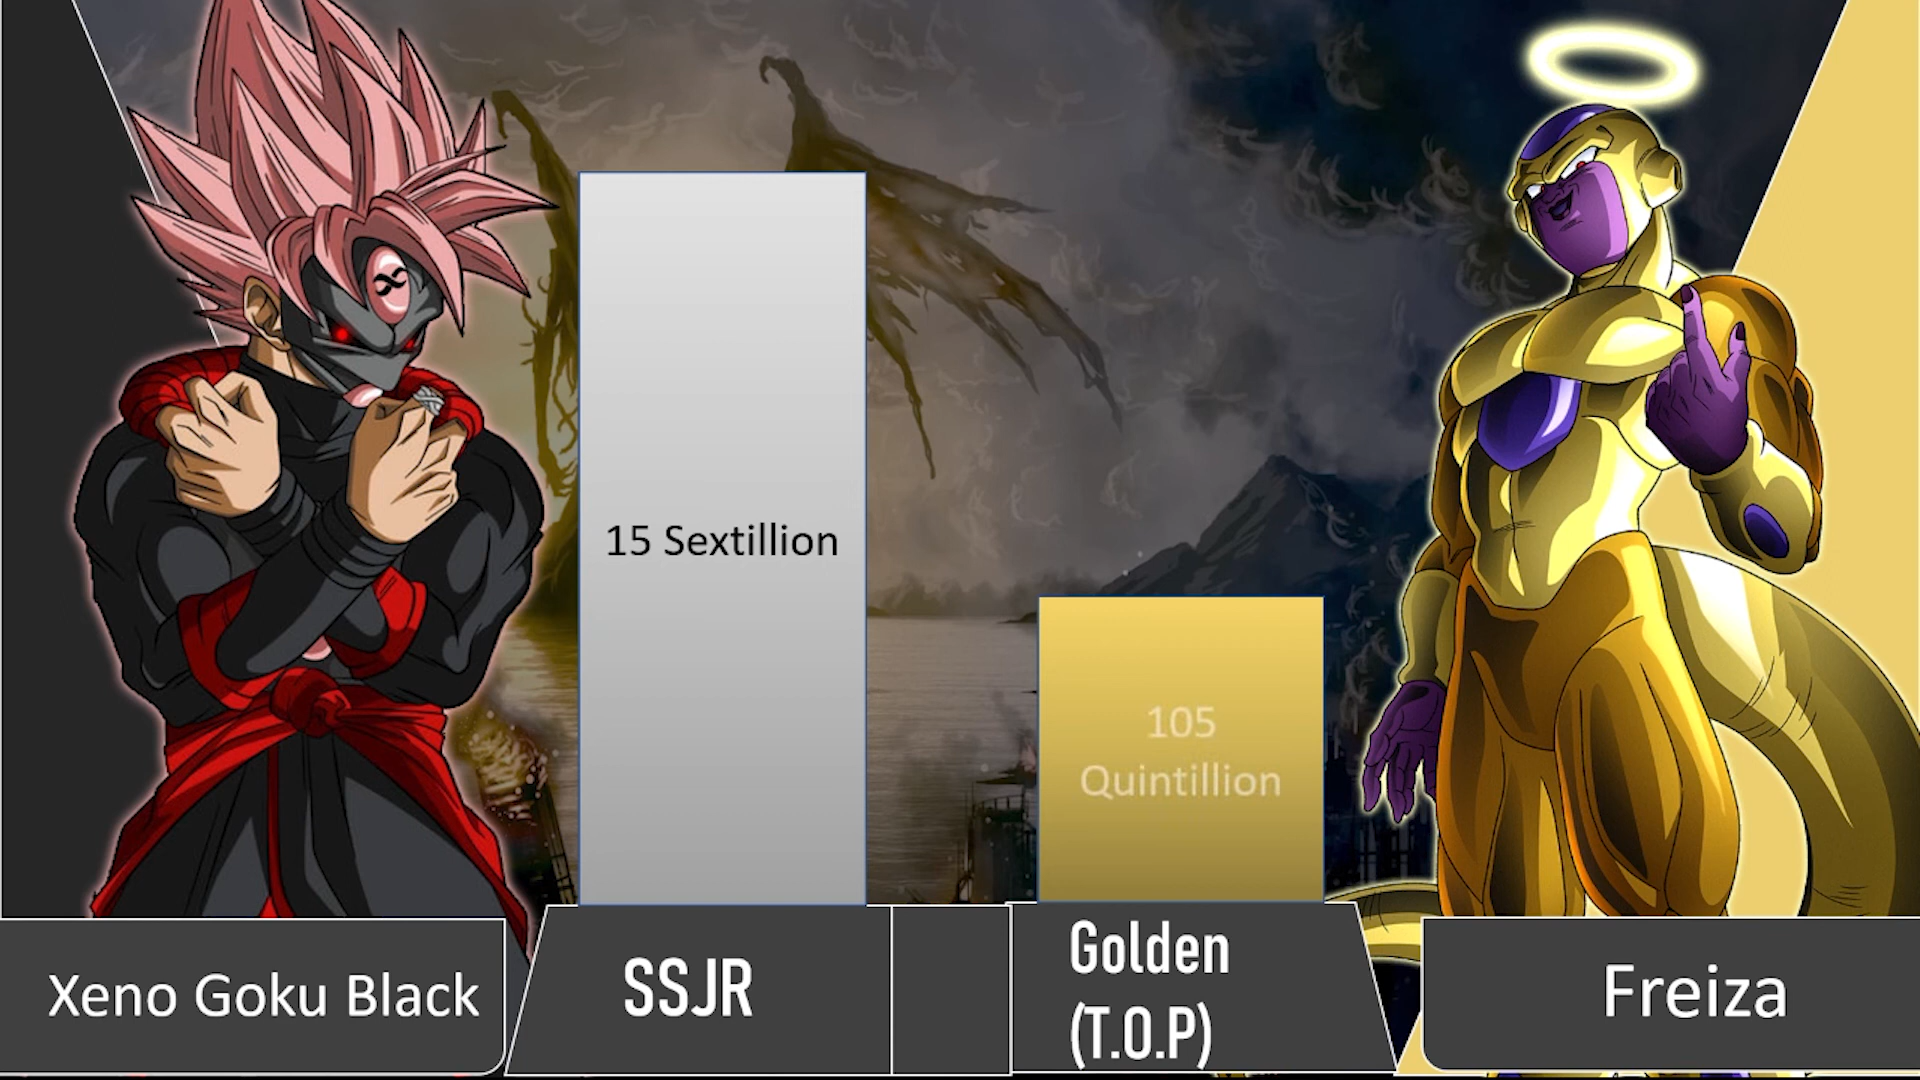 15 Sextillion
105
Quintillion
Xeno Goku Black
SSJR
Golden
(T.O.P)
Freiza